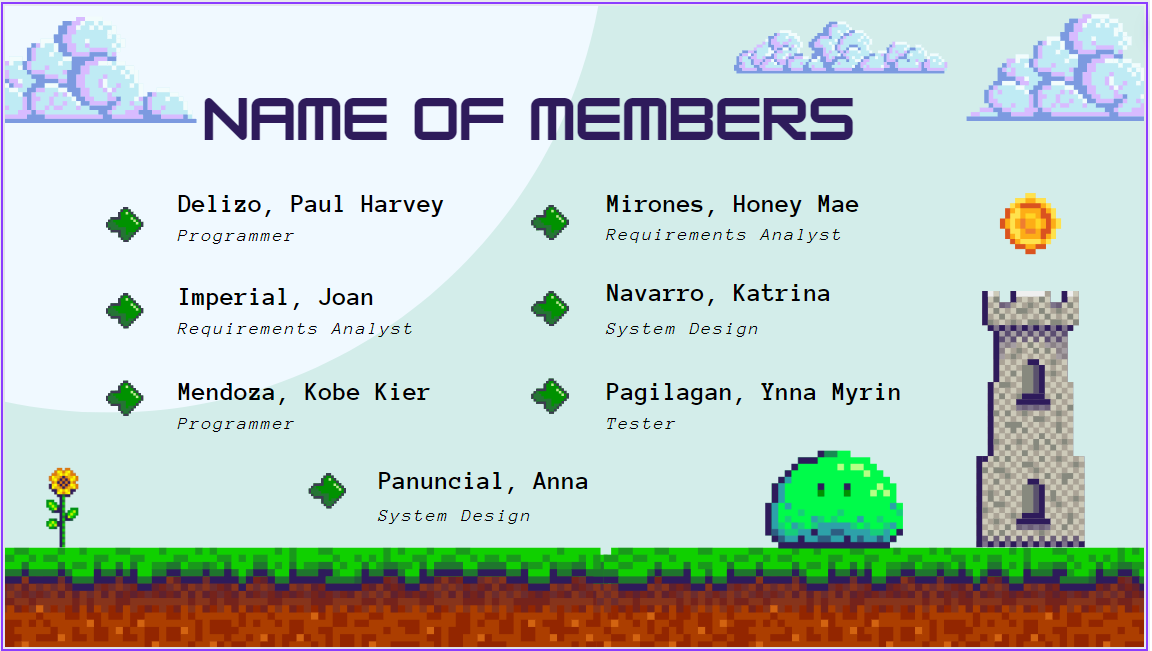 NAME OF MEMBERS
Delizo, Paul Harvey
Programmer
Imperial, Joan
Requirements Analyst
Mendoza, Kobe Kier
Programmer
Mirones, Honey Mae
Requirements Analyst
Navarro, Katrina
System Design
Pagilagan, Ynna Myrin
Tester
Panuncial, Anna
System Design